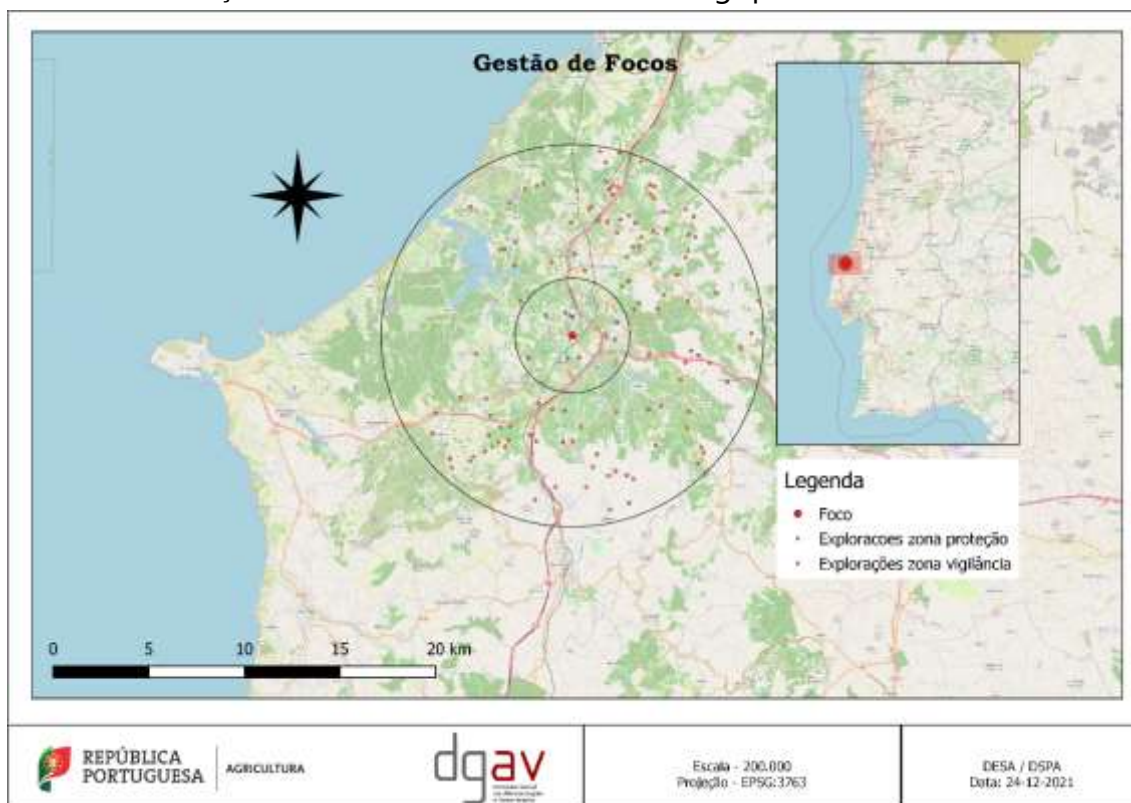 Gestão de Focos
Legenda
Foco
Exploracoes zona proteção
Explorações zona vigilância
0 5 10 15 20 km
REPÚBLICA
PORTUGUESA
AGRICULTURA
dgav
Escala - 200.000
Projeção - EPSG:3763
DESA / DSPA
Data: 24-12-2021